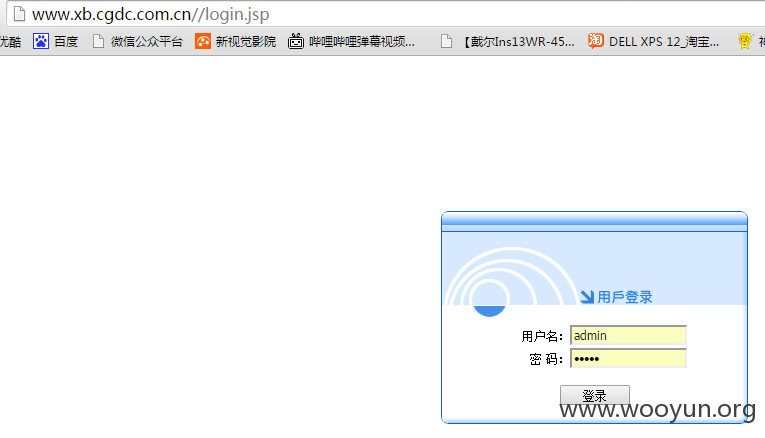 www.xb.cgdc.com.cn//login.jsp
优酷 百度 微信公众平台 新视觉影院 哔哩哔哩弹幕视频... 【戴尔Ins13WR-45... 淘 DELL XPS 12_淘宝...
用戶登录
用户名: admin
密 码: •••••
登录
www.wooyun.org